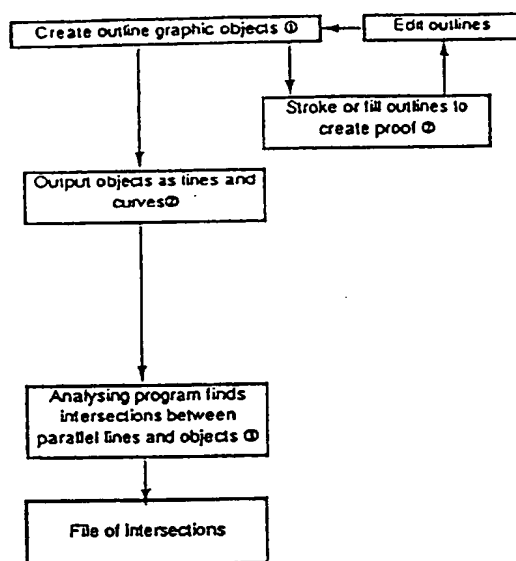 Create outline graphic objects ①
Edit outlines
Stroke or fill outlines to
create proof ②
Output objects as lines and
curves②
Analysing program finds
intersections between
parallel lines and objects ①
File of intersections